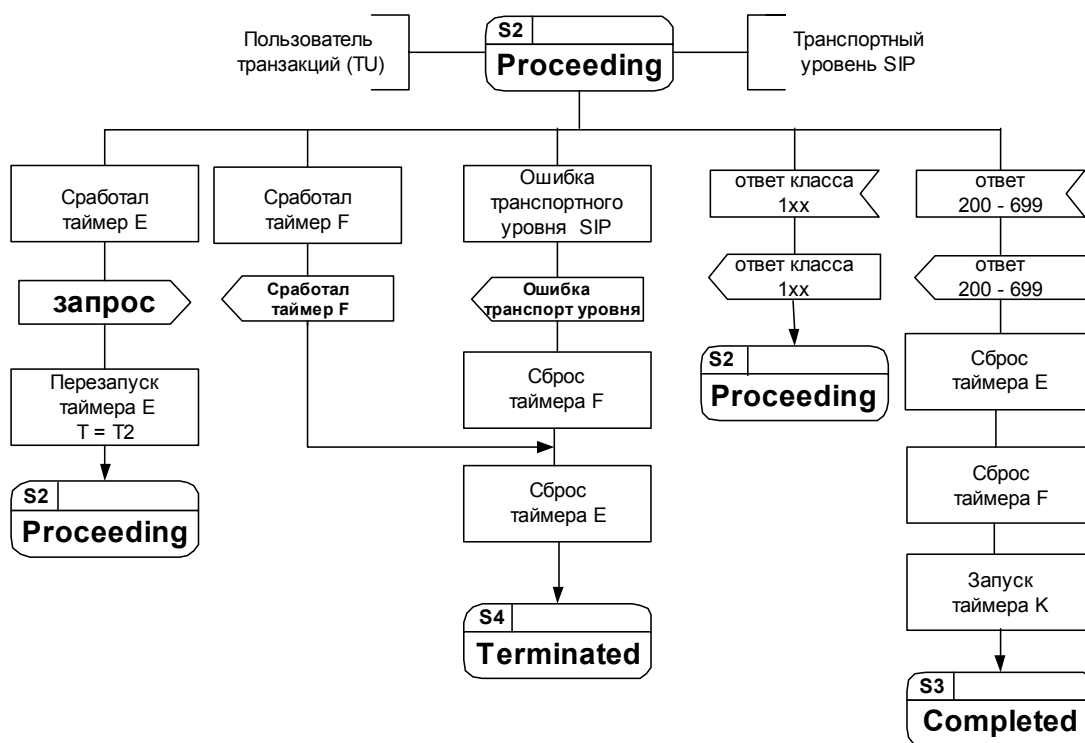 Пользователь
транзакций (TU)
S2
Proceeding
Транспортный
уровень SIP
Сработал
таймер E
Сработал
таймер F
Ошибка
транспортного
уровня SIP
ответ класса
1xx
ответ
200 - 699
запрос
Сработал
таймер F
Ошибка
транспорт уровня
ответ класса
1xx
ответ
200 - 699
Перезапуск
таймера E
T = T2
Сброс
таймера F
S2
Proceeding
Сброс
таймера E
S2
Proceeding
Сброс
таймера E
Сброс
таймера F
Запуск
таймера K
S4
Terminated
S3
Completed